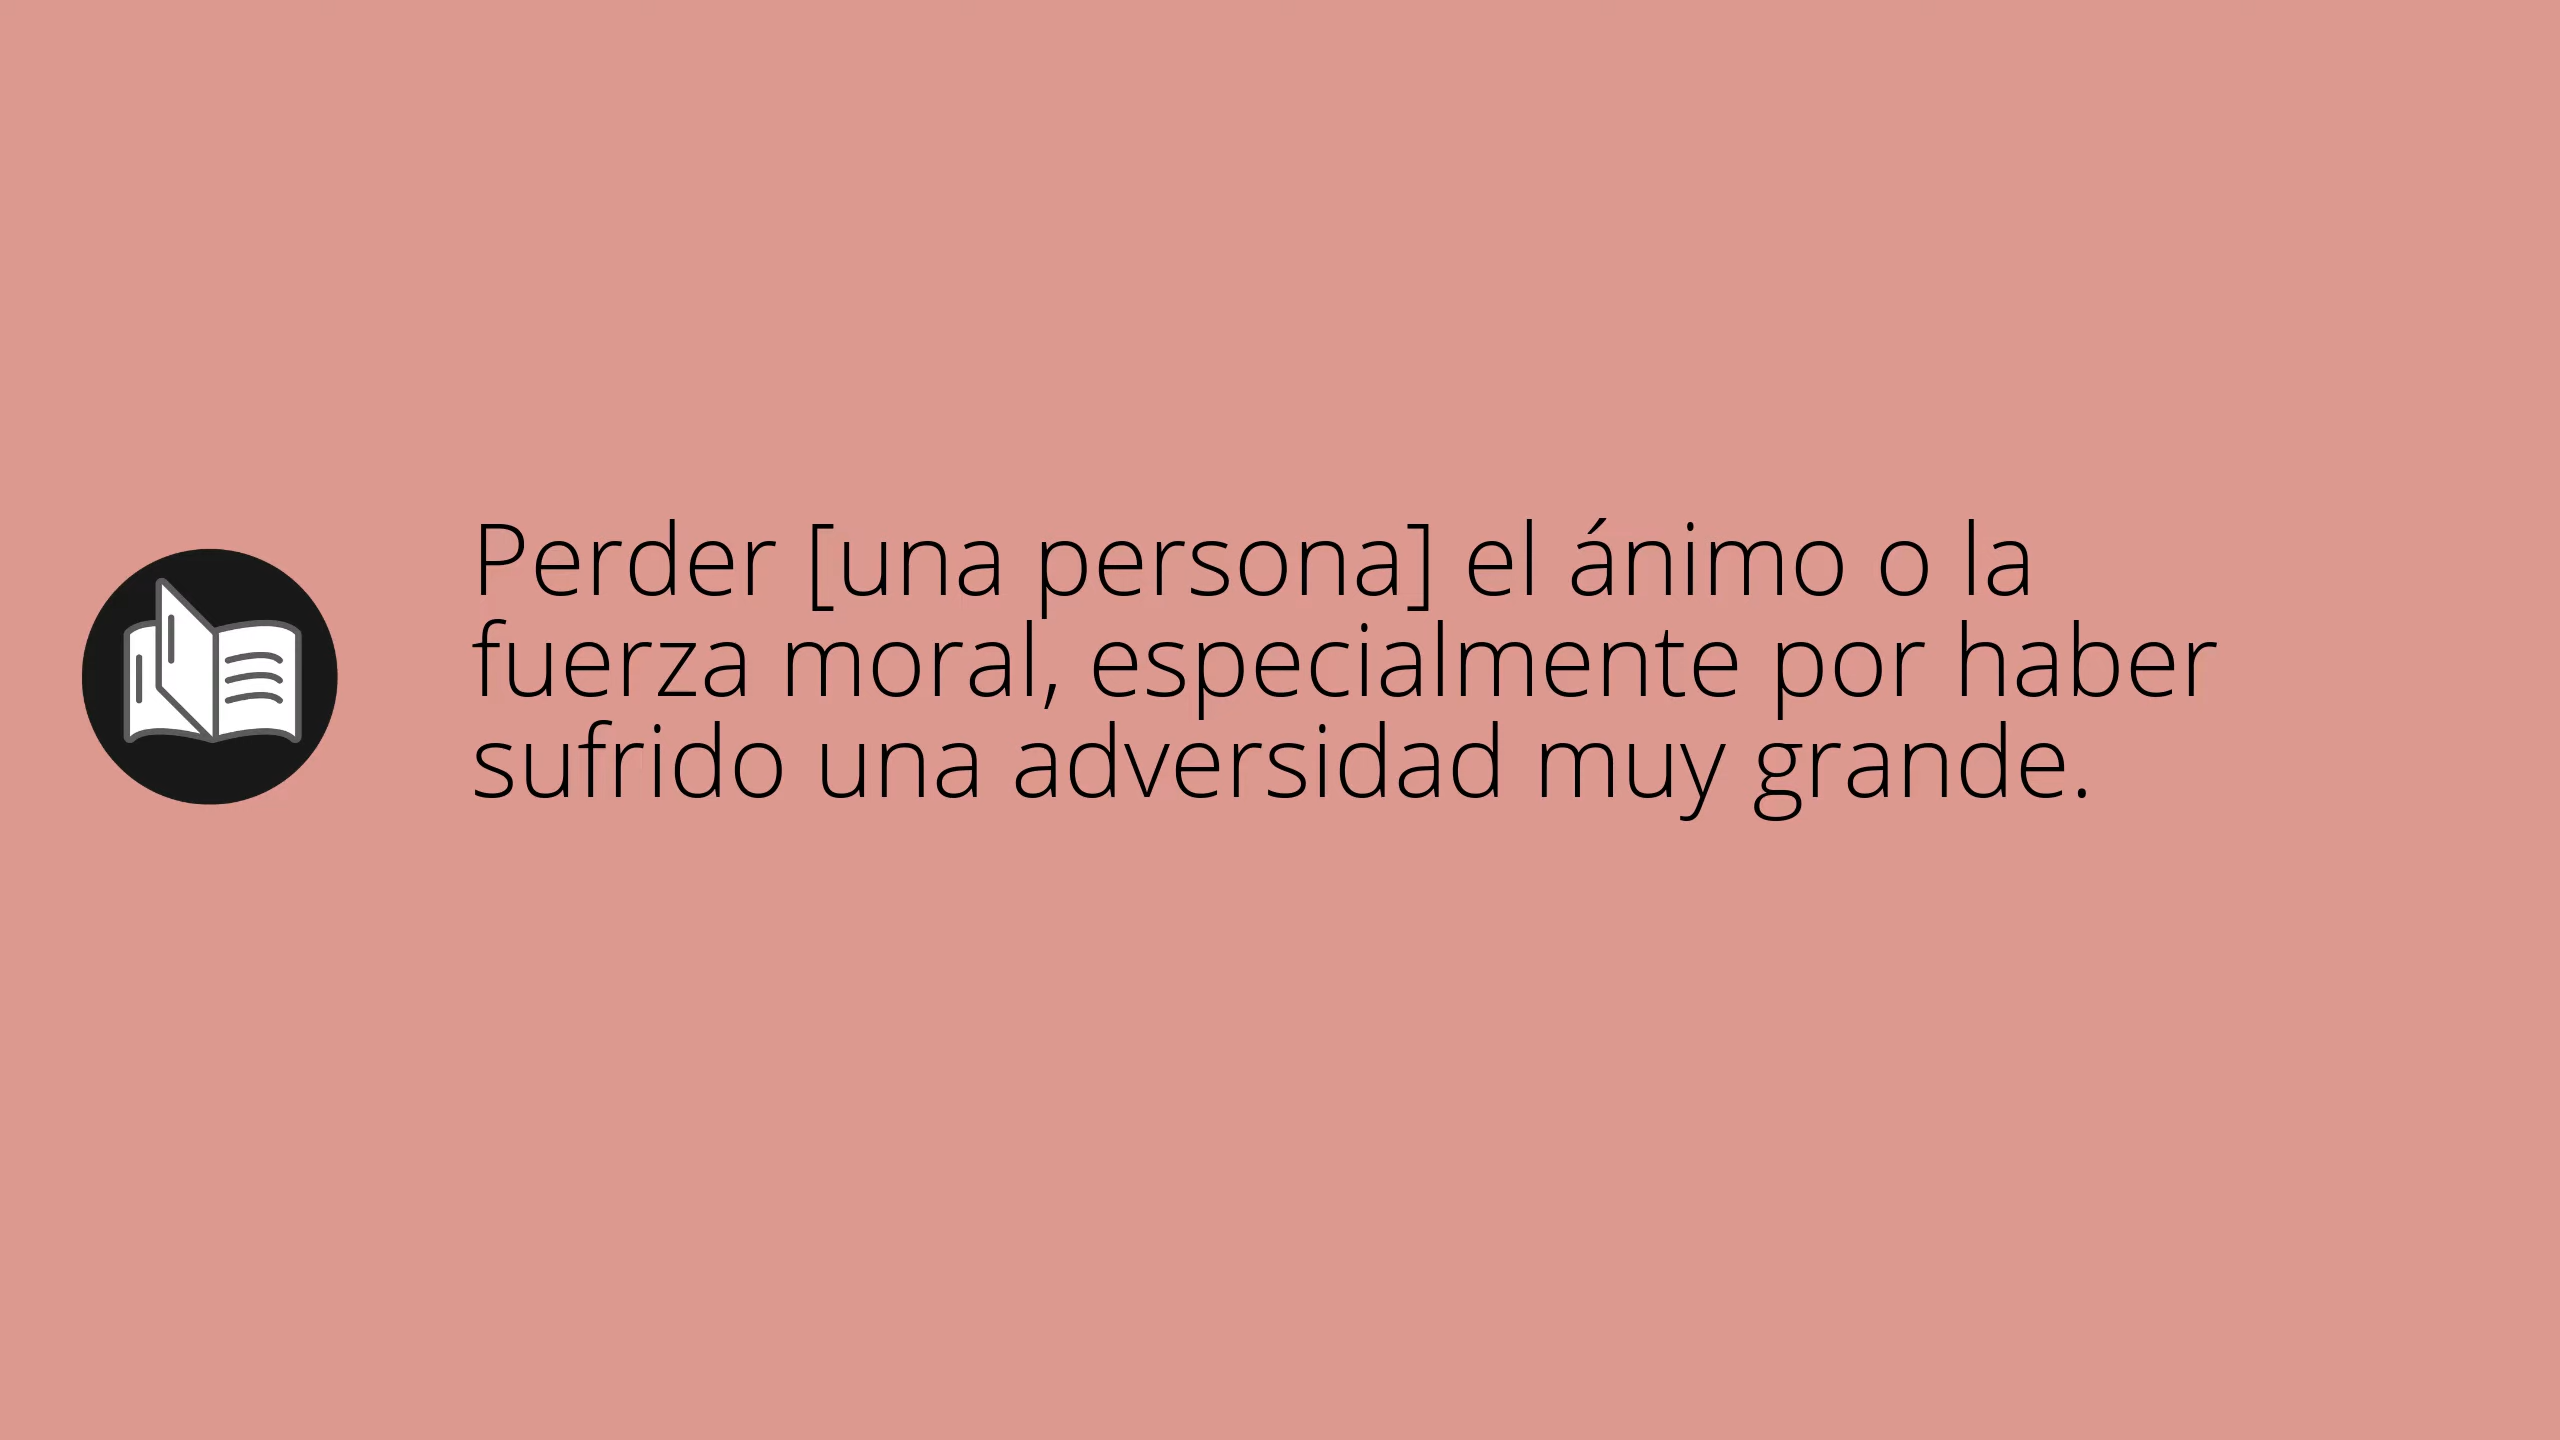 Perder [una persona] el ánimo o la
fuerza moral, especialmente por haber
sufrido una adversidad muy grande.